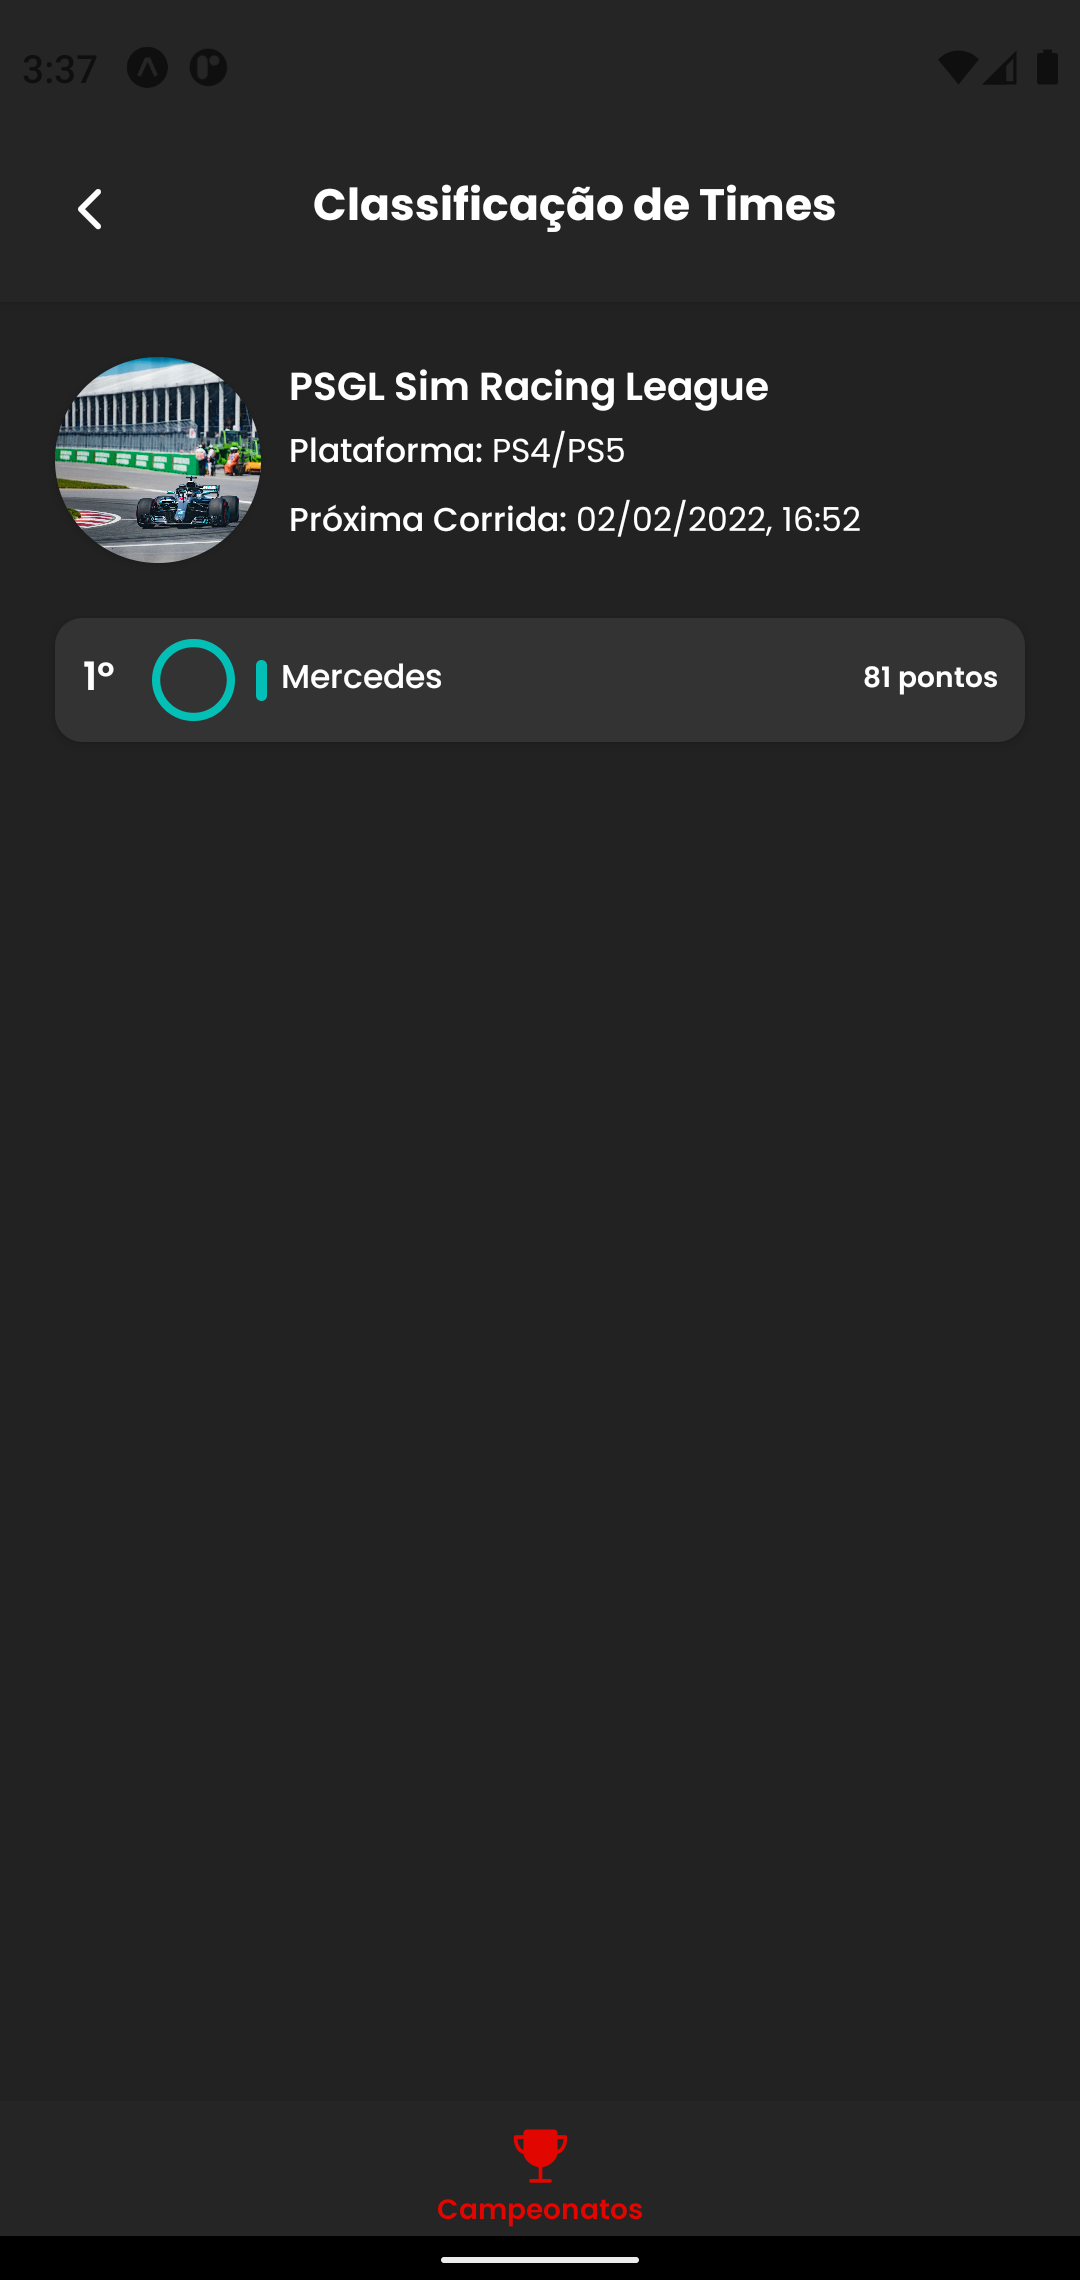 3:37
Classificação de Times
PSGL Sim Racing League
Plataforma: PS4/PS5
Próxima Corrida: 02/02/2022, 16:52
1º Mercedes 81 pontos
Campeonatos